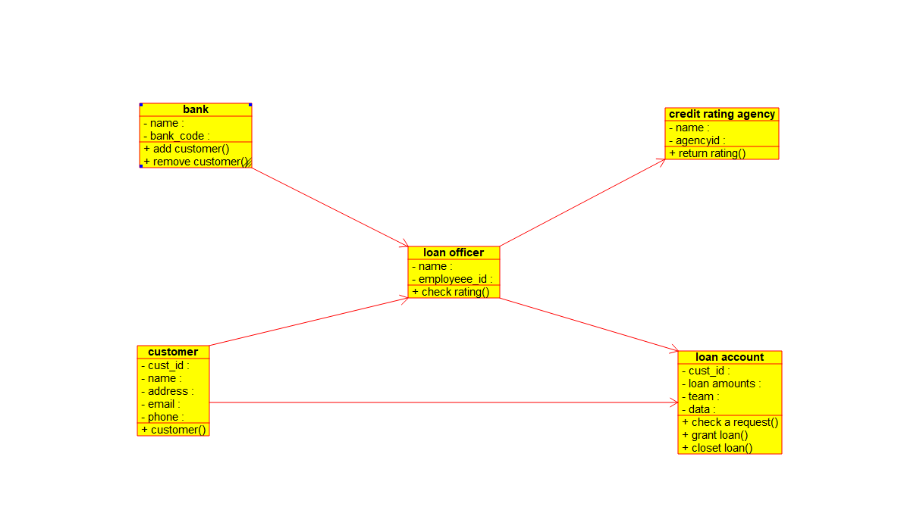 bank
- name :
- bank_code :
+ add customer()
+ remove customer()
credit rating agency
- name :
- agencyid :
+ return rating()
loan officer
- name :
- employeee_id :
+ check rating()
customer
- cust_id :
- name :
- address :
- email :
- phone :
+ customer()
loan account
- cust_id :
- loan amounts :
- team :
- data :
+ check a request()
+ grant loan()
+ closet loan()